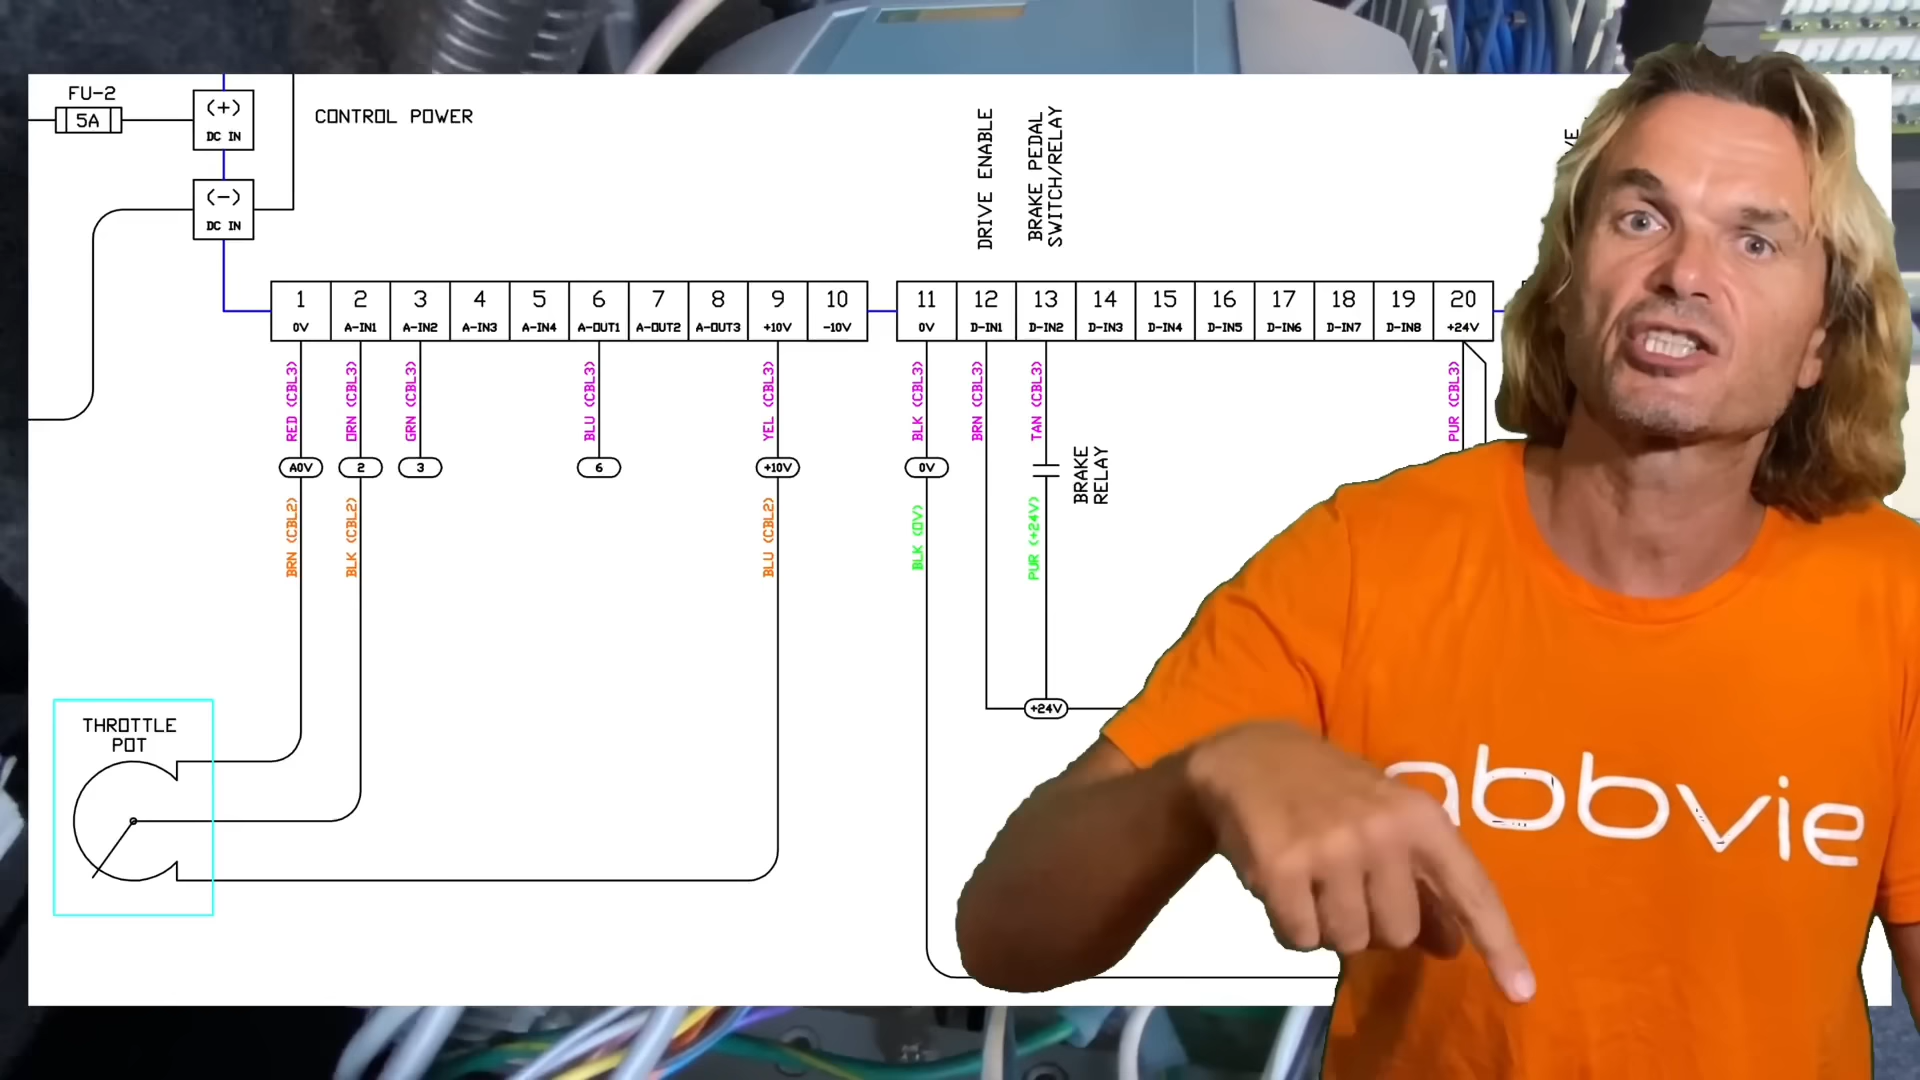 FU-2
5A
(+)
DC IN
CONTROL POWER
(-)
DC IN
DRIVE ENABLE
BRAKE PEDAL
SWITCH/RELAY
1 2 3 4 5 6 7 8 9 10
0V A-IN1 A-IN2 A-IN3 A-IN4 A-OUT1 A-OUT2 A-OUT3 +10V -10V
11 12 13 14 15 16 17 18 19 20
0V D-IN1 D-IN2 D-IN3 D-IN4 D-IN5 D-IN6 D-IN7 D-IN8 +24V
RED (CBL3)
ORN (CBL3)
GRN (CBL3)
BLU (CBL3)
YEL (CBL3)
BLK (CBL3)
BRN (CBL3)
TAN (CBL3)
PUR (CBL3)
A0V
2
3
6
+10V
0V
BRAKE
RELAY
BRN (CBL2)
BLK (CBL2)
BLU (CBL2)
BLK (0V)
PUR (+24V)
+24V
THROTTLE
POT
abbvie